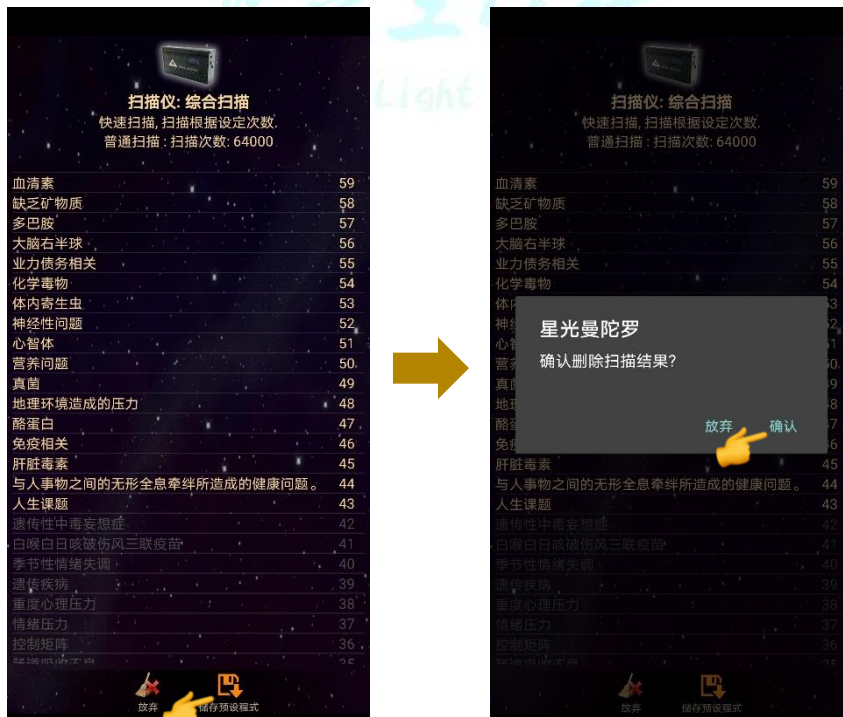 Light
扫描仪: 综合扫描
快速扫描, 扫描根据设定次数.
普通扫描 : 扫描次数: 64000
血清素 59
缺乏矿物质 58
多巴胺 57
大脑右半球 56
业力债务相关 55
化学毒物 54
体内寄生虫 53
神经性问题 52
心智体 51
营养问题 50
真菌 49
地理环境造成的压力 48
酪蛋白 47
免疫相关 46
肝脏毒素 45
与人事物之间的无形全息牵绊所造成的健康问题。 44
人生课题 43
遗传性中毒妄想症 42
白喉白日咳破伤风三联疫苗 41
季节性情绪失调 40
遗传疾病 39
重度心理压力 38
情绪压力 37
控制矩阵 36
35
放弃
储存预设程式
扫描仪: 综合扫描
快速扫描, 扫描根据设定次数.
普通扫描 : 扫描次数: 64000
血清素 59
缺乏矿物质 58
多巴胺 57
大脑右半球 56
业力债务相关 55
化学毒物 54
星光曼陀罗
确认删除扫描结果?
放弃
确认
肝脏毒素 45
与人事物之间的无形全息牵绊所造成的健康问题。 44
人生课题 43
遗传性中毒妄想症 42
白喉白日咳破伤风三联疫苗 41
季节性情绪失调 40
遗传疾病 39
重度心理压力 38
情绪压力 37
控制矩阵 36
35
放弃
储存预设程式